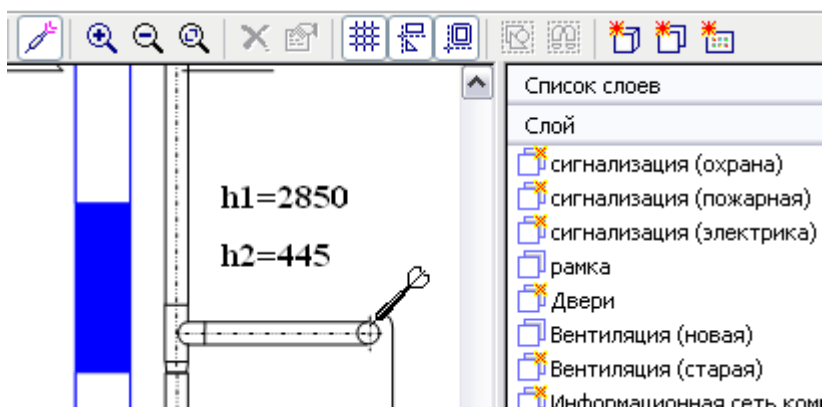 Список слоев
Слой
h1=2850
h2=445
сигнализация (охрана)
сигнализация (пожарная)
сигнализация (электрика)
рамка
Двери
Вентиляция (новая)
Вентиляция (старая)
Информационная сеть